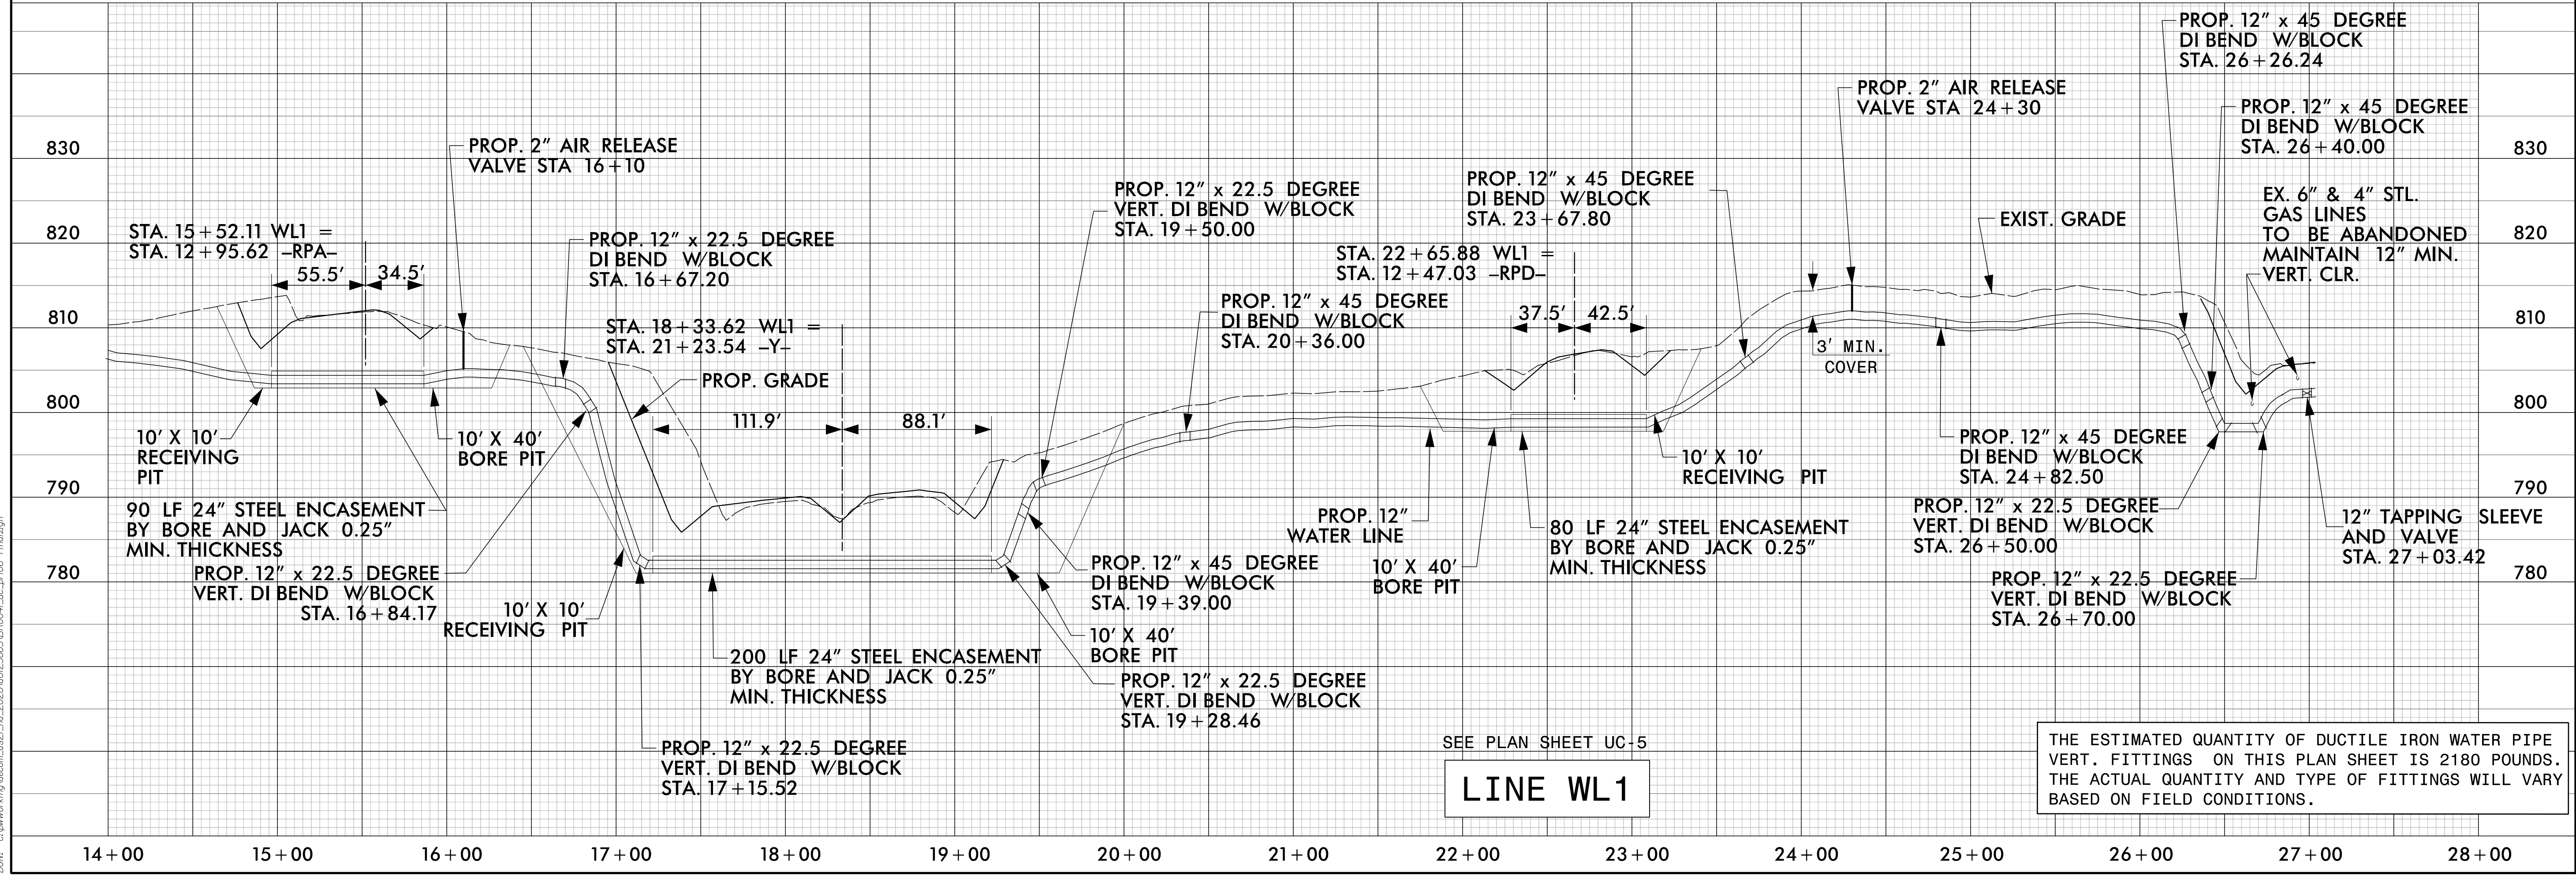 PROP. 12" x 45 DEGREE
DI BEND W/BLOCK
STA. 26+26.24
PROP. 2" AIR RELEASE
VALVE STA 24+30
PROP. 12" x 45 DEGREE
DI BEND W/BLOCK
STA. 26+40.00
830
PROP. 2" AIR RELEASE
VALVE STA 16+10
830
PROP. 12" x 22.5 DEGREE
VERT. DI BEND W/BLOCK
STA. 19+50.00
PROP. 12" x 45 DEGREE
DI BEND W/BLOCK
STA. 23+67.80
EX. 6" & 4" STL.
GAS LINES
TO BE ABANDONED
MAINTAIN 12" MIN.
VERT. CLR.
EXIST. GRADE
820
STA. 15+52.11 WL1 =
STA. 12+95.62 -RPA-
55.5'
34.5'
PROP. 12" x 22.5 DEGREE
DI BEND W/BLOCK
STA. 16+67.20
STA. 22+65.88 WL1 =
STA. 12+47.03 -RPD-
37.5'
42.5'
820
810
STA. 18+33.62 WL1 =
STA. 21+23.54 -Y-
PROP. 12" x 45 DEGREE
DI BEND W/BLOCK
STA. 20+36.00
3' MIN.
COVER
810
PROP. GRADE
800
111.9'
88.1'
800
10' X 10'
RECEIVING
PIT
10' X 40'
BORE PIT
10' X 10'
RECEIVING PIT
PROP. 12" x 45 DEGREE
DI BEND W/BLOCK
STA. 24+82.50
790
90 LF 24" STEEL ENCASEMENT
BY BORE AND JACK 0.25"
MIN. THICKNESS
PROP. 12"
WATER LINE
80 LF 24" STEEL ENCASEMENT
BY BORE AND JACK 0.25"
MIN. THICKNESS
PROP. 12" x 22.5 DEGREE
VERT. DI BEND W/BLOCK
STA. 26+50.00
12" TAPPING SLEEVE
AND VALVE
STA. 27+03.42
790
780
PROP. 12" x 22.5 DEGREE
VERT. DI BEND W/BLOCK
STA. 16+84.17
10' X 10'
RECEIVING PIT
PROP. 12" x 45 DEGREE
DI BEND W/BLOCK
STA. 19+39.00
10' X 40'
BORE PIT
PROP. 12" x 22.5 DEGREE
VERT. DI BEND W/BLOCK
STA. 26+70.00
780
10' X 40'
BORE PIT
200 LF 24" STEEL ENCASEMENT
BY BORE AND JACK 0.25"
MIN. THICKNESS
PROP. 12" x 22.5 DEGREE
VERT. DI BEND W/BLOCK
STA. 19+28.46
PROP. 12" x 22.5 DEGREE
VERT. DI BEND W/BLOCK
STA. 17+15.52
SEE PLAN SHEET UC-5
LINE WL1
THE ESTIMATED QUANTITY OF DUCTILE IRON WATER PIPE
VERT. FITTINGS ON THIS PLAN SHEET IS 2180 POUNDS.
THE ACTUAL QUANTITY AND TYPE OF FITTINGS WILL VARY
BASED ON FIELD CONDITIONS.
14+00 15+00 16+00 17+00 18+00 19+00 20+00 21+00 22+00 23+00 24+00 25+00 26+00 27+00 28+00